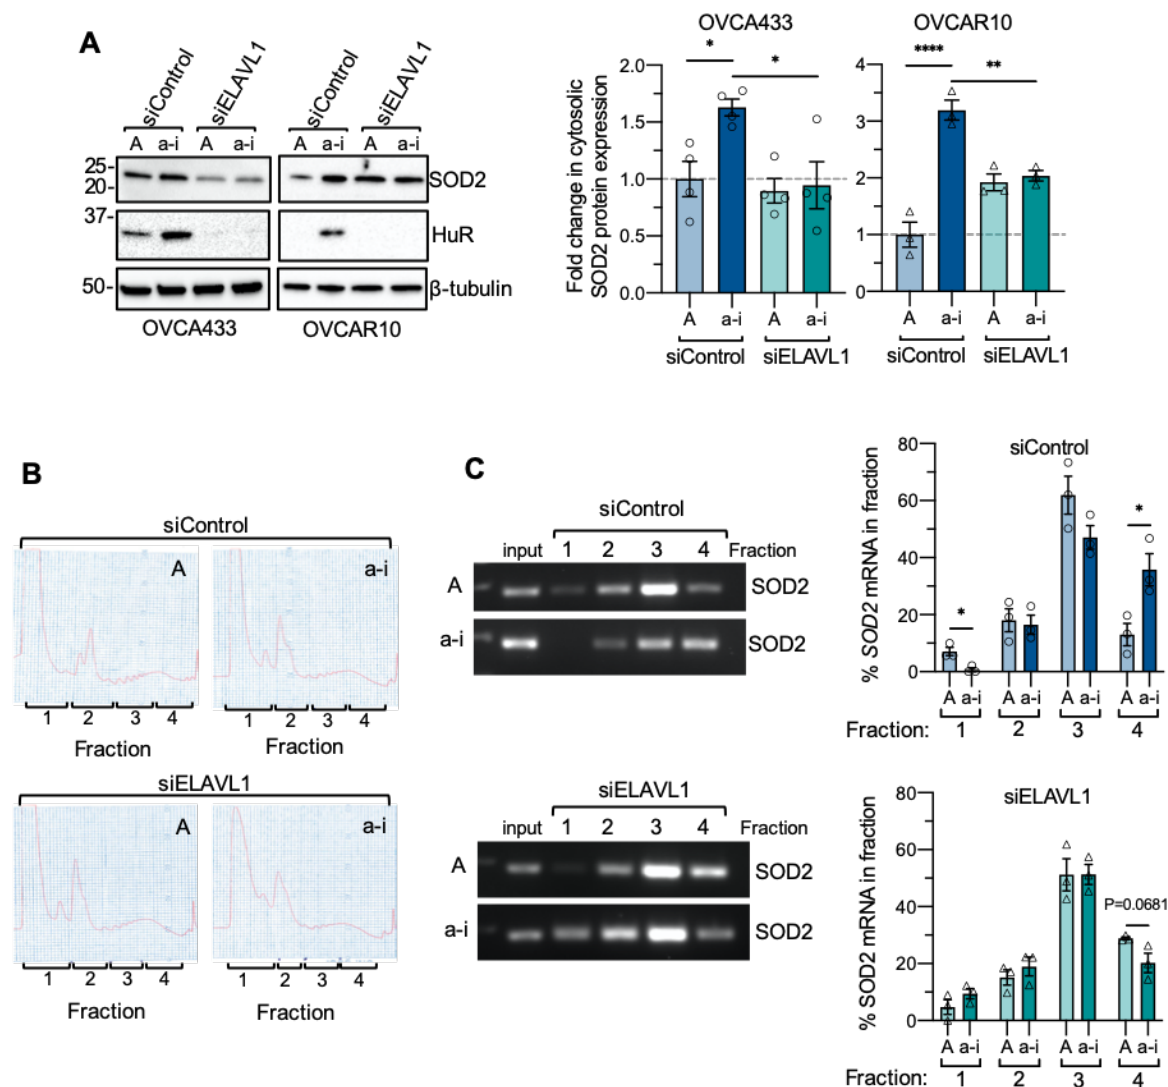 A
siControl
siELAVL1
siControl
siELAVL1
A a-i A a-i A a-i A a-i
25-
20-
SOD2
37-
HuR
50-
β-tubulin
OVCA433
OVCAR10
Fold change in cytosolic
SOD2 protein expression
OVCA433
* *
2.0
1.5
1.0
0.5
0.0
A a-i A a-i
siControl siELAVL1
OVCAR10
**** **
4
3
2
1
0
A a-i A a-i
siControl siELAVL1
B
siControl
A a-i
1 2 3 4 1 2 3 4
Fraction Fraction
siELAVL1
A a-i
1 2 3 4 1 2 3 4
Fraction Fraction
C
siControl
input 1 2 3 4 Fraction
A SOD2
a-i SOD2
siELAVL1
input 1 2 3 4 Fraction
A SOD2
a-i SOD2
% SOD2 mRNA in fraction
siControl
80
60
40
20
0
* *
A a-i A a-i A a-i A a-i
Fraction: 1 2 3 4
% SOD2 mRNA in fraction
siELAVL1
80
60
40
20
0
P=0.0681
A a-i A a-i A a-i A a-i
Fraction: 1 2 3 4